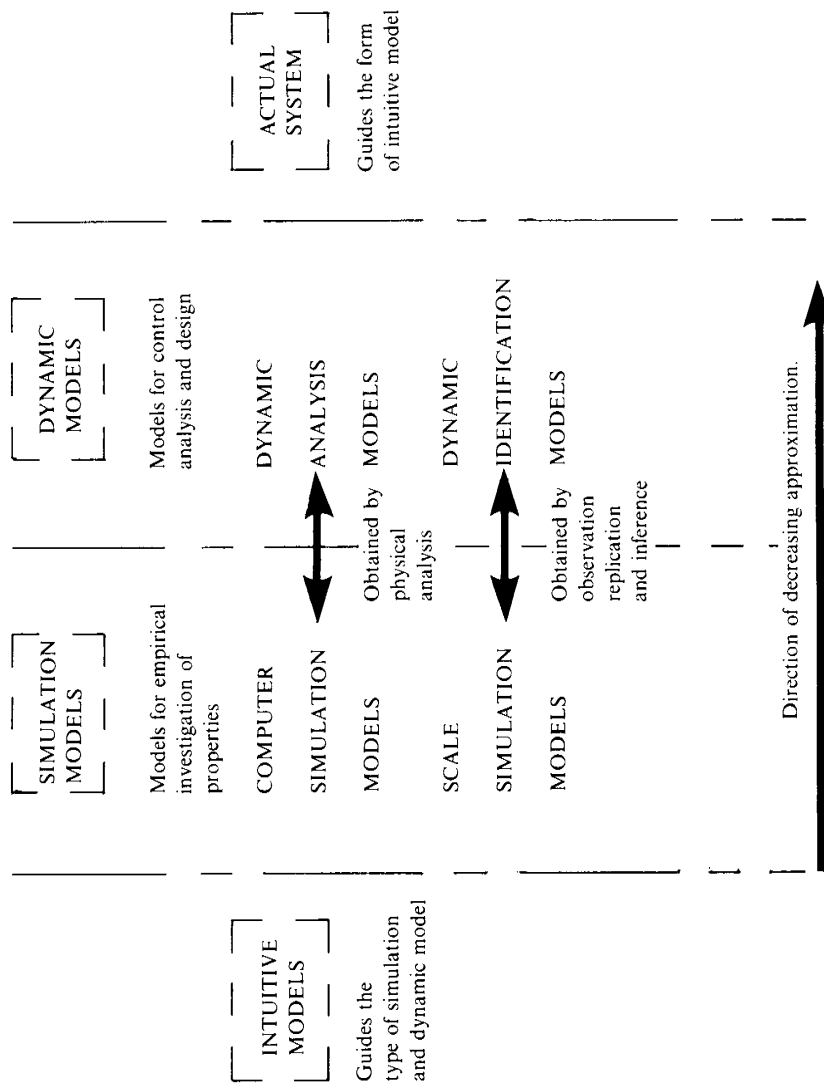 INTUITIVE
MODELS
Guides the
type of simulation
and dynamic model
SIMULATION
MODELS
Models for empirical
investigation of
properties
COMPUTER
SIMULATION
MODELS
SCALE
SIMULATION
MODELS
Obtained by
physical
analysis
Obtained by
observation
replication
and inference
DYNAMIC
MODELS
Models for control
analysis and design
DYNAMIC
ANALYSIS
MODELS
DYNAMIC
IDENTIFICATION
MODELS
ACTUAL
SYSTEM
Guides the form
of intuitive model
Direction of decreasing approximation.